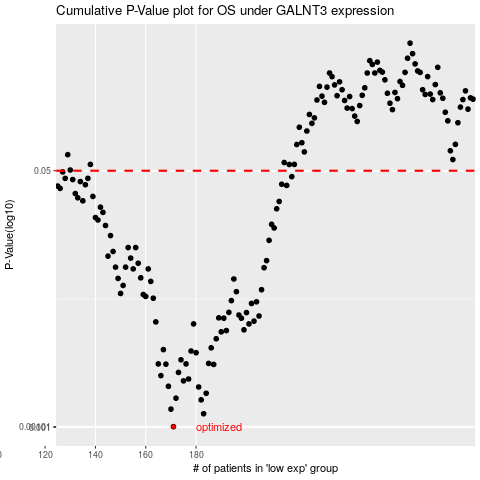 Cumulative P-Value plot for OS under GALNT3 expression
P-Value(log10)
0.05
optimized
0
120
140
160
180
# of patients in 'low exp' group